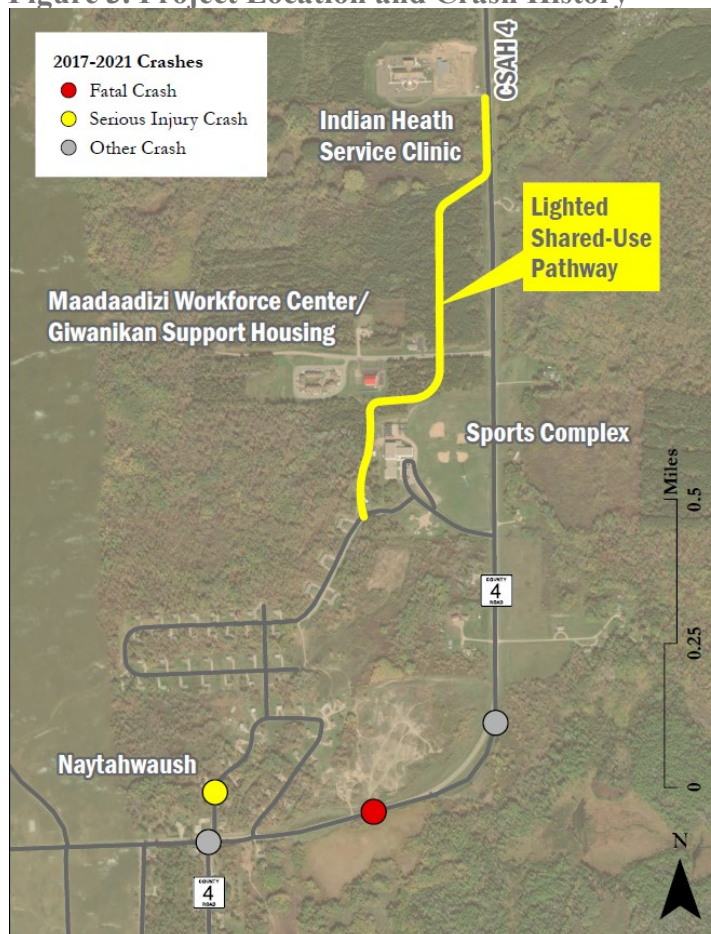 Figure 3. Project Location and Crash History
2017-2021 Crashes
Fatal Crash
Serious Injury Crash
Other Crash
CSAH 4
Indian Heath
Service Clinic
Lighted
Shared-Use
Pathway
Maadaadizi Workforce Center/
Giwanikan Support Housing
Sports Complex
Miles
0.5
0.25
0
COUNTY
4
ROAD
Naytahwaush
COUNTY
4
ROAD
N